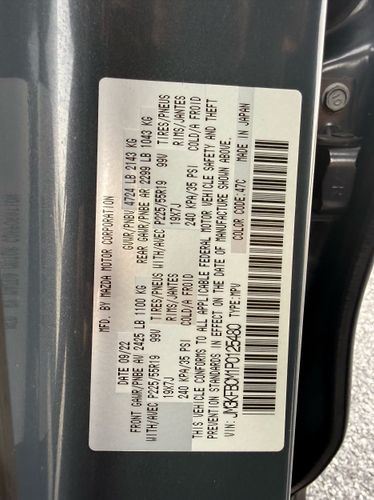 MFD. BY MAZDA MOTOR CORPORATION
DATE 09/22 GVWR/PNBV 4724 LB 2143 KG
FRONT GAWR/PNBE AV 2425 LB 1100 KG REAR GAWR/PNBE AR 2299 LB 1043 KG
WITH/AVEC P225/55R19 99V TIRES/PNEUS WITH/AVEC P225/55R19 99V TIRES/PNEUS
19X7J RIMS/JANTES 19X7J RIMS/JANTES
240 KPA/35 PSI COLD/A FROID 240 KPA/35 PSI COLD/A FROID
THIS VEHICLE CONFORMS TO ALL APPLICABLE FEDERAL MOTOR VEHICLE SAFETY AND THEFT
PREVENTION STANDARDS IN EFFECT ON THE DATE OF MANUFACTURE SHOWN ABOVE.
VIN: TYPE:MPV COLOR CODE:47C MADE IN JAPAN